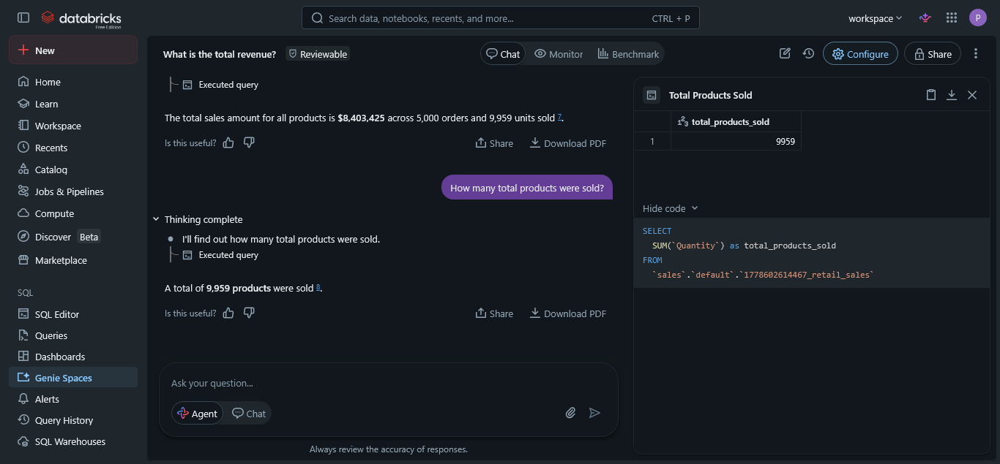 databricks
Free Edition
Search data, notebooks, recents, and more...
CTRL + P
workspace
P
New
Home
Learn
Workspace
Recents
Catalog
Jobs & Pipelines
Compute
Discover Beta
Marketplace
SQL
SQL Editor
Queries
Dashboards
Genie Spaces
Alerts
Query History
SQL Warehouses
What is the total revenue?
Reviewable
Chat
Monitor
Benchmark
Configure
Share
Executed query
The total sales amount for all products is $8,403,425 across 5,000 orders and 9,959 units sold 7.
Is this useful?
Share
Download PDF
How many total products were sold?
Thinking complete
I'll find out how many total products were sold.
Executed query
A total of 9,959 products were sold 8.
Is this useful?
Share
Download PDF
Ask your question...
Agent
Chat
Always review the accuracy of responses.
Total Products Sold
123 total_products_sold
1 9959
Hide code
SELECT
SUM(`Quantity`) as total_products_sold
FROM
`sales`.`default`.`1778602614467_retail_sales`